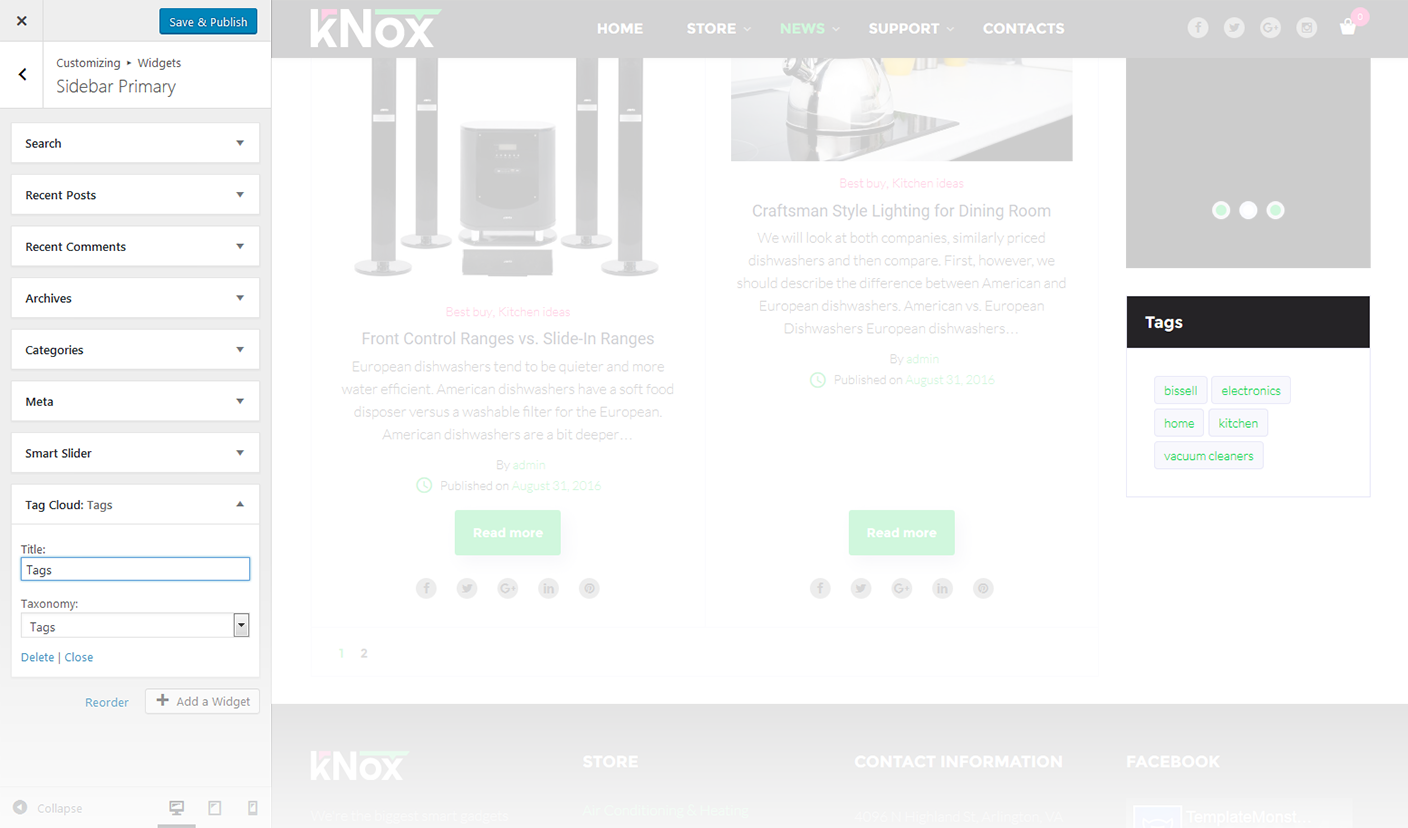 Save & Publish
Customizing ▸ Widgets
Sidebar Primary
Search
Recent Posts
Recent Comments
Archives
Categories
Meta
Smart Slider
Tag Cloud: Tags
Title:
Tags
Taxonomy:
Tags
Delete | Close
Reorder
Add a Widget
Collapse
kNox
HOME
STORE
NEWS
SUPPORT
CONTACTS
0
Best buy, Kitchen ideas
Front Control Ranges vs. Slide-In Ranges
European dishwashers tend to be quieter and more
water efficient. American dishwashers have a soft food
disposer versus a washable filter for the European.
American dishwashers are a bit deeper…
By admin
Published on August 31, 2016
Read more
Best buy, Kitchen ideas
Craftsman Style Lighting for Dining Room
We will look at both companies, similarly priced
dishwashers and then compare. First, however, we
should describe the difference between American and
European dishwashers. American vs. European
Dishwashers European dishwashers…
By admin
Published on August 31, 2016
Read more
1 2
Tags
bissell electronics
home kitchen
vacuum cleaners
kNox
We're the biggest smart gadgets
STORE
Air Conditioning & Heating
CONTACT INFORMATION
N Highland St, Arlington, VA
FACEBOOK
TemplateMonst...